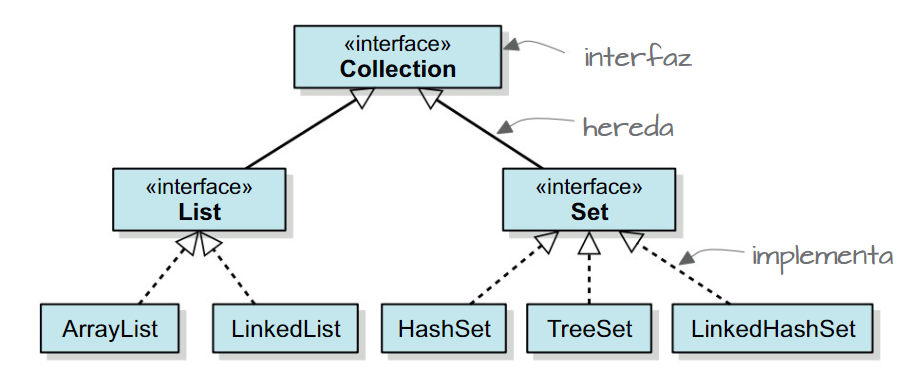 «interface»
Collection
interfaz
hereda
«interface»
List
«interface»
Set
implementa
ArrayList
LinkedList
HashSet
TreeSet
LinkedHashSet